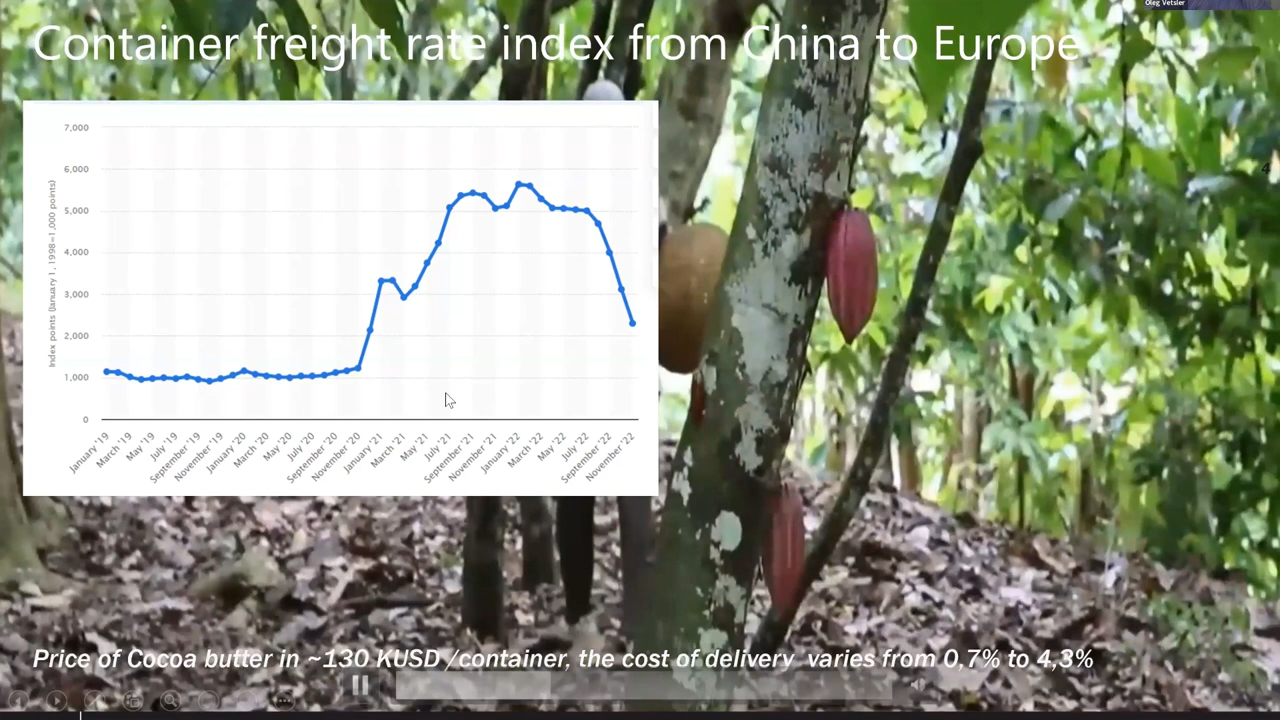 Oleg Vetsler
Container freight rate index from China to Europe
4
7,000
6,000
5,000
4,000
3,000
2,000
1,000
0
Index points (January 1, 1998=1,000 points)
January '19
March '19
May '19
July '19
September '19
November '19
January '20
March '20
May '20
July '20
September '20
November '20
January '21
March '21
May '21
July '21
September '21
November '21
January '22
March '22
May '22
July '22
September '22
November '22
Price of Cocoa butter in ~130 KUSD /container, the cost of delivery varies from 0,7% to 4,3%